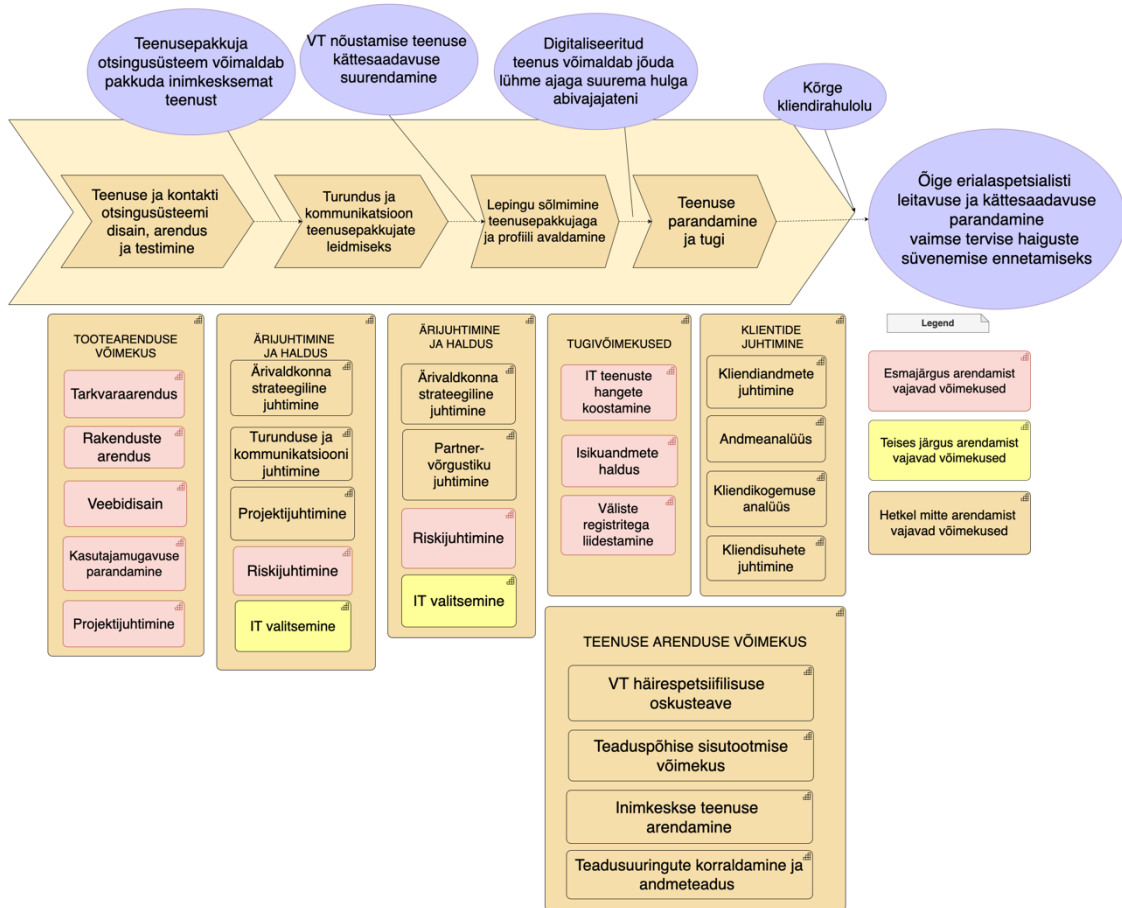 Teenusepakkuja
otsingusüsteem võimaldab
pakkuda inimkesksemat
teenust
VT nõustamise teenuse
kättesaadavuse
suurendamine
Digitaliseeritud
teenus võimaldab jõuda
lühme ajaga suurema hulga
abivajajateni
Kõrge
kliendirahulolu
Teenuse ja kontakti
otsingusüsteemi
disain, arendus
ja testimine
Turundus ja
kommunikatsioon
teenusepakkujate
leidmiseks
Lepingu sõlmimine
teenusepakkujaga
ja profiili avaldamine
Teenuse
parandamine
ja tugi
Õige erialaspetsialisti
leitavuse ja kättesaadavuse
parandamine
vaimse tervise haiguste
süvenemise ennetamiseks
TOOTEARENDUSE
VÕIMEKUS
Tarkvaraarendus
Rakenduste
arendus
Veebidisain
Kasutajamugavuse
parandamine
Projektijuhtimine
ÄRIJUHTIMINE
JA HALDUS
Ärivaldkonna
strateegiline
juhtimine
Turunduse ja
kommunikatsiooni
juhtimine
Projektijuhtimine
Riskijuhtimine
IT valitsemine
ÄRIJUHTIMINE
JA HALDUS
Ärivaldkonna
strateegiline
juhtimine
Partner-
võrgustiku
juhtimine
Riskijuhtimine
IT valitsemine
TUGIVÕIMEKUSED
IT teenuste
hangete
koostamine
Isikuandmete
haldus
Väliste
registritega
liidestamine
KLIENTIDE
JUHTIMINE
Kliendiandmete
juhtimine
Andmeanalüüs
Kliendikogemuse
analüüs
Kliendisuhete
juhtimine
Legend
Esmajärgus arendamist
vajavad võimekused
Teises järgus arendamist
vajavad võimekused
Hetkel mitte arendamist
vajavad võimekused
TEENUSE ARENDUSE VÕIMEKUS
VT häirespetsiifilisuse
oskusteave
Teaduspõhise sisutootmise
võimekus
Inimkeskse teenuse
arendamine
Teadusuuringute korraldamine ja
andmeteadus